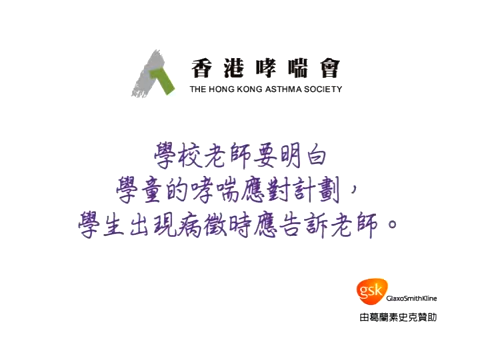 香港哮喘會
THE HONG KONG ASTHMA SOCIETY
學校老師要明白
學童的哮喘應對計劃，
學生出現病徵時應告訴老師。
gsk
GlaxoSmithKline
由葛蘭素史克贊助